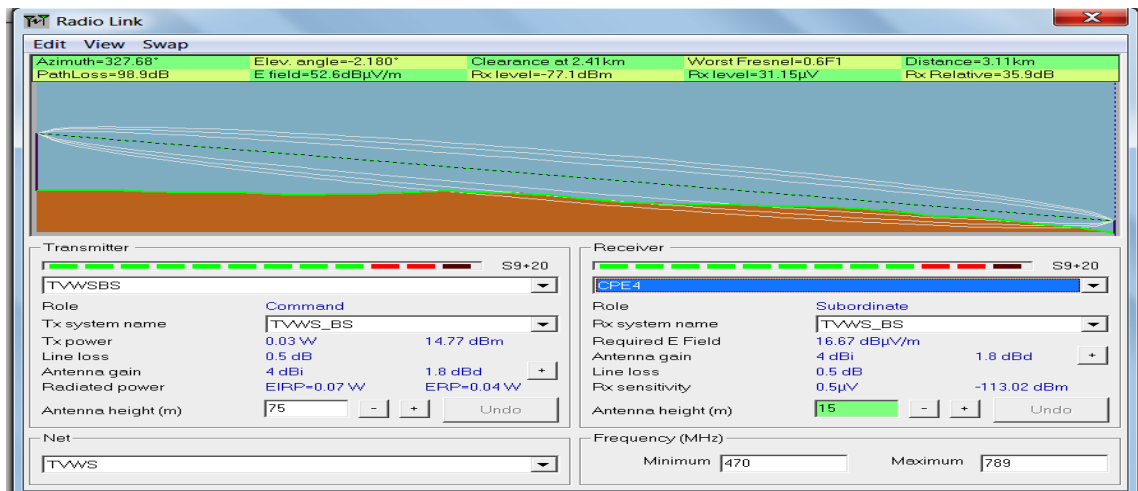 Radio Link
Edit View Swap
Azimuth=327.68° Elev. angle=-2.180° Clearance at 2.41km Worst Fresnel=0.6F1 Distance=3.11km
PathLoss=98.9dB E field=52.6dBµV/m Rx level=-77.1dBm Rx level=31.15µV Rx Relative=35.9dB
Transmitter
S9+20
TVWSBS
Role Command
Tx system name TVWS_BS
Tx power 0.03 W 14.77 dBm
Line loss 0.5 dB
Antenna gain 4 dBi 1.8 dBd +
Radiated power EIRP=0.07 W ERP=0.04 W
Antenna height (m) 75 - + Undo
Net
TVWS
Receiver
S9+20
CPE4
Role Subordinate
Rx system name TVWS_BS
Required E Field 16.67 dBµV/m
Antenna gain 4 dBi 1.8 dBd +
Line loss 0.5 dB
Rx sensitivity 0.5µV -113.02 dBm
Antenna height (m) 15 - + Undo
Frequency (MHz)
Minimum 470 Maximum 789